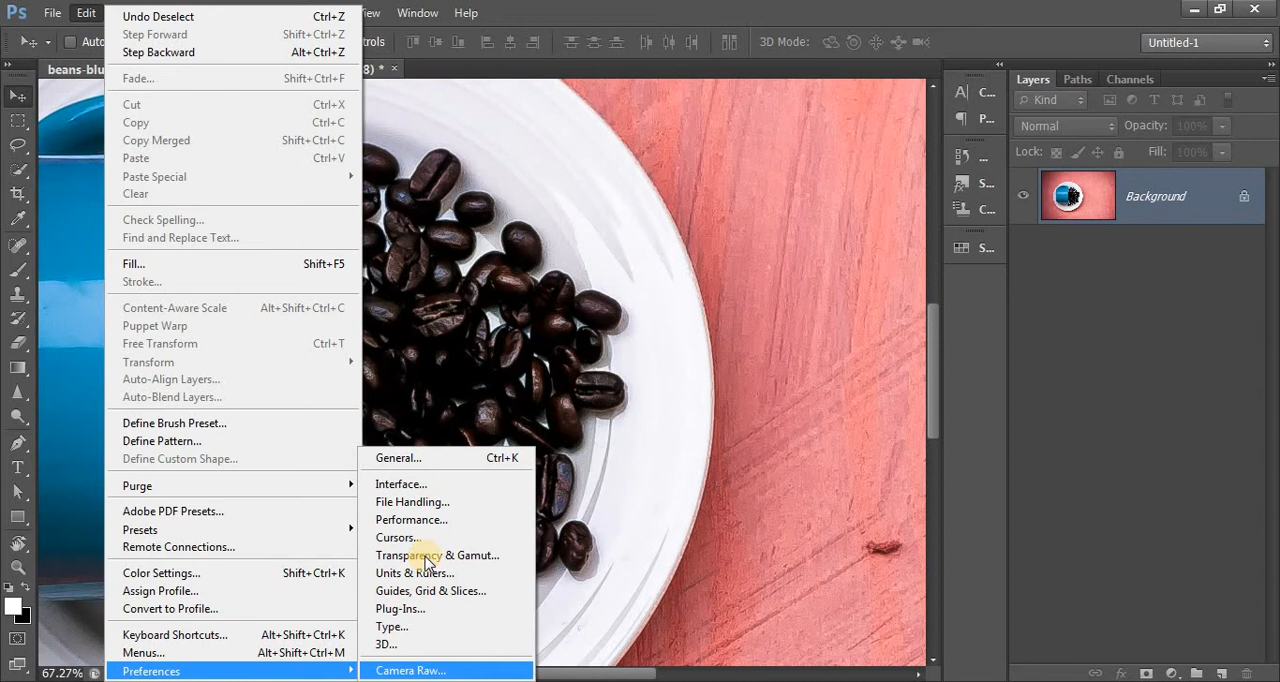 Ps File Edit View Window Help
Untitled-1
beans-blu 8) * ×
Auto ntrols 3D Mode:
Undo Deselect Ctrl+Z
Step Forward Shift+Ctrl+Z
Step Backward Alt+Ctrl+Z
Fade... Shift+Ctrl+F
Cut Ctrl+X
Copy Ctrl+C
Copy Merged Shift+Ctrl+C
Paste Ctrl+V
Paste Special
Clear
Check Spelling...
Find and Replace Text...
Fill... Shift+F5
Stroke...
Content-Aware Scale Alt+Shift+Ctrl+C
Puppet Warp
Free Transform Ctrl+T
Transform
Auto-Align Layers...
Auto-Blend Layers...
Define Brush Preset...
Define Pattern...
Define Custom Shape...
Purge
Adobe PDF Presets...
Presets
Remote Connections...
Color Settings... Shift+Ctrl+K
Assign Profile...
Convert to Profile...
Keyboard Shortcuts... Alt+Shift+Ctrl+K
Menus... Alt+Shift+Ctrl+M
Preferences
General... Ctrl+K
Interface...
File Handling...
Performance...
Cursors...
Transparency & Gamut...
Units & Rulers...
Guides, Grid & Slices...
Plug-Ins...
Type...
3D...
Camera Raw...
67.27%
C...
P...
...
S...
C...
S...
Layers Paths Channels
Kind
Normal Opacity: 100%
Lock: Fill: 100%
Background